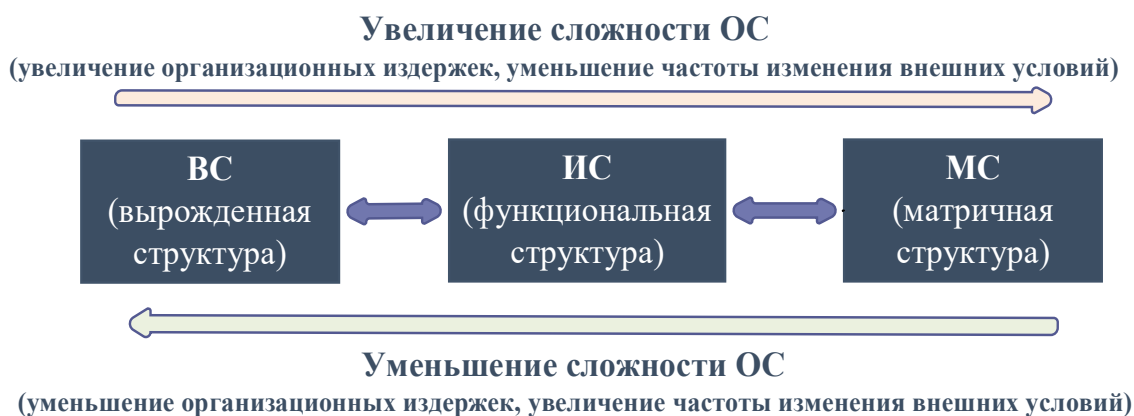 Увеличение сложности ОС
(увеличение организационных издержек, уменьшение частоты изменения внешних условий)
ВС
(вырожденная
структура)
ИС
(функциональная
структура)
МС
(матричная
структура)
Уменьшение сложности ОС
(уменьшение организационных издержек, увеличение частоты изменения внешних условий)